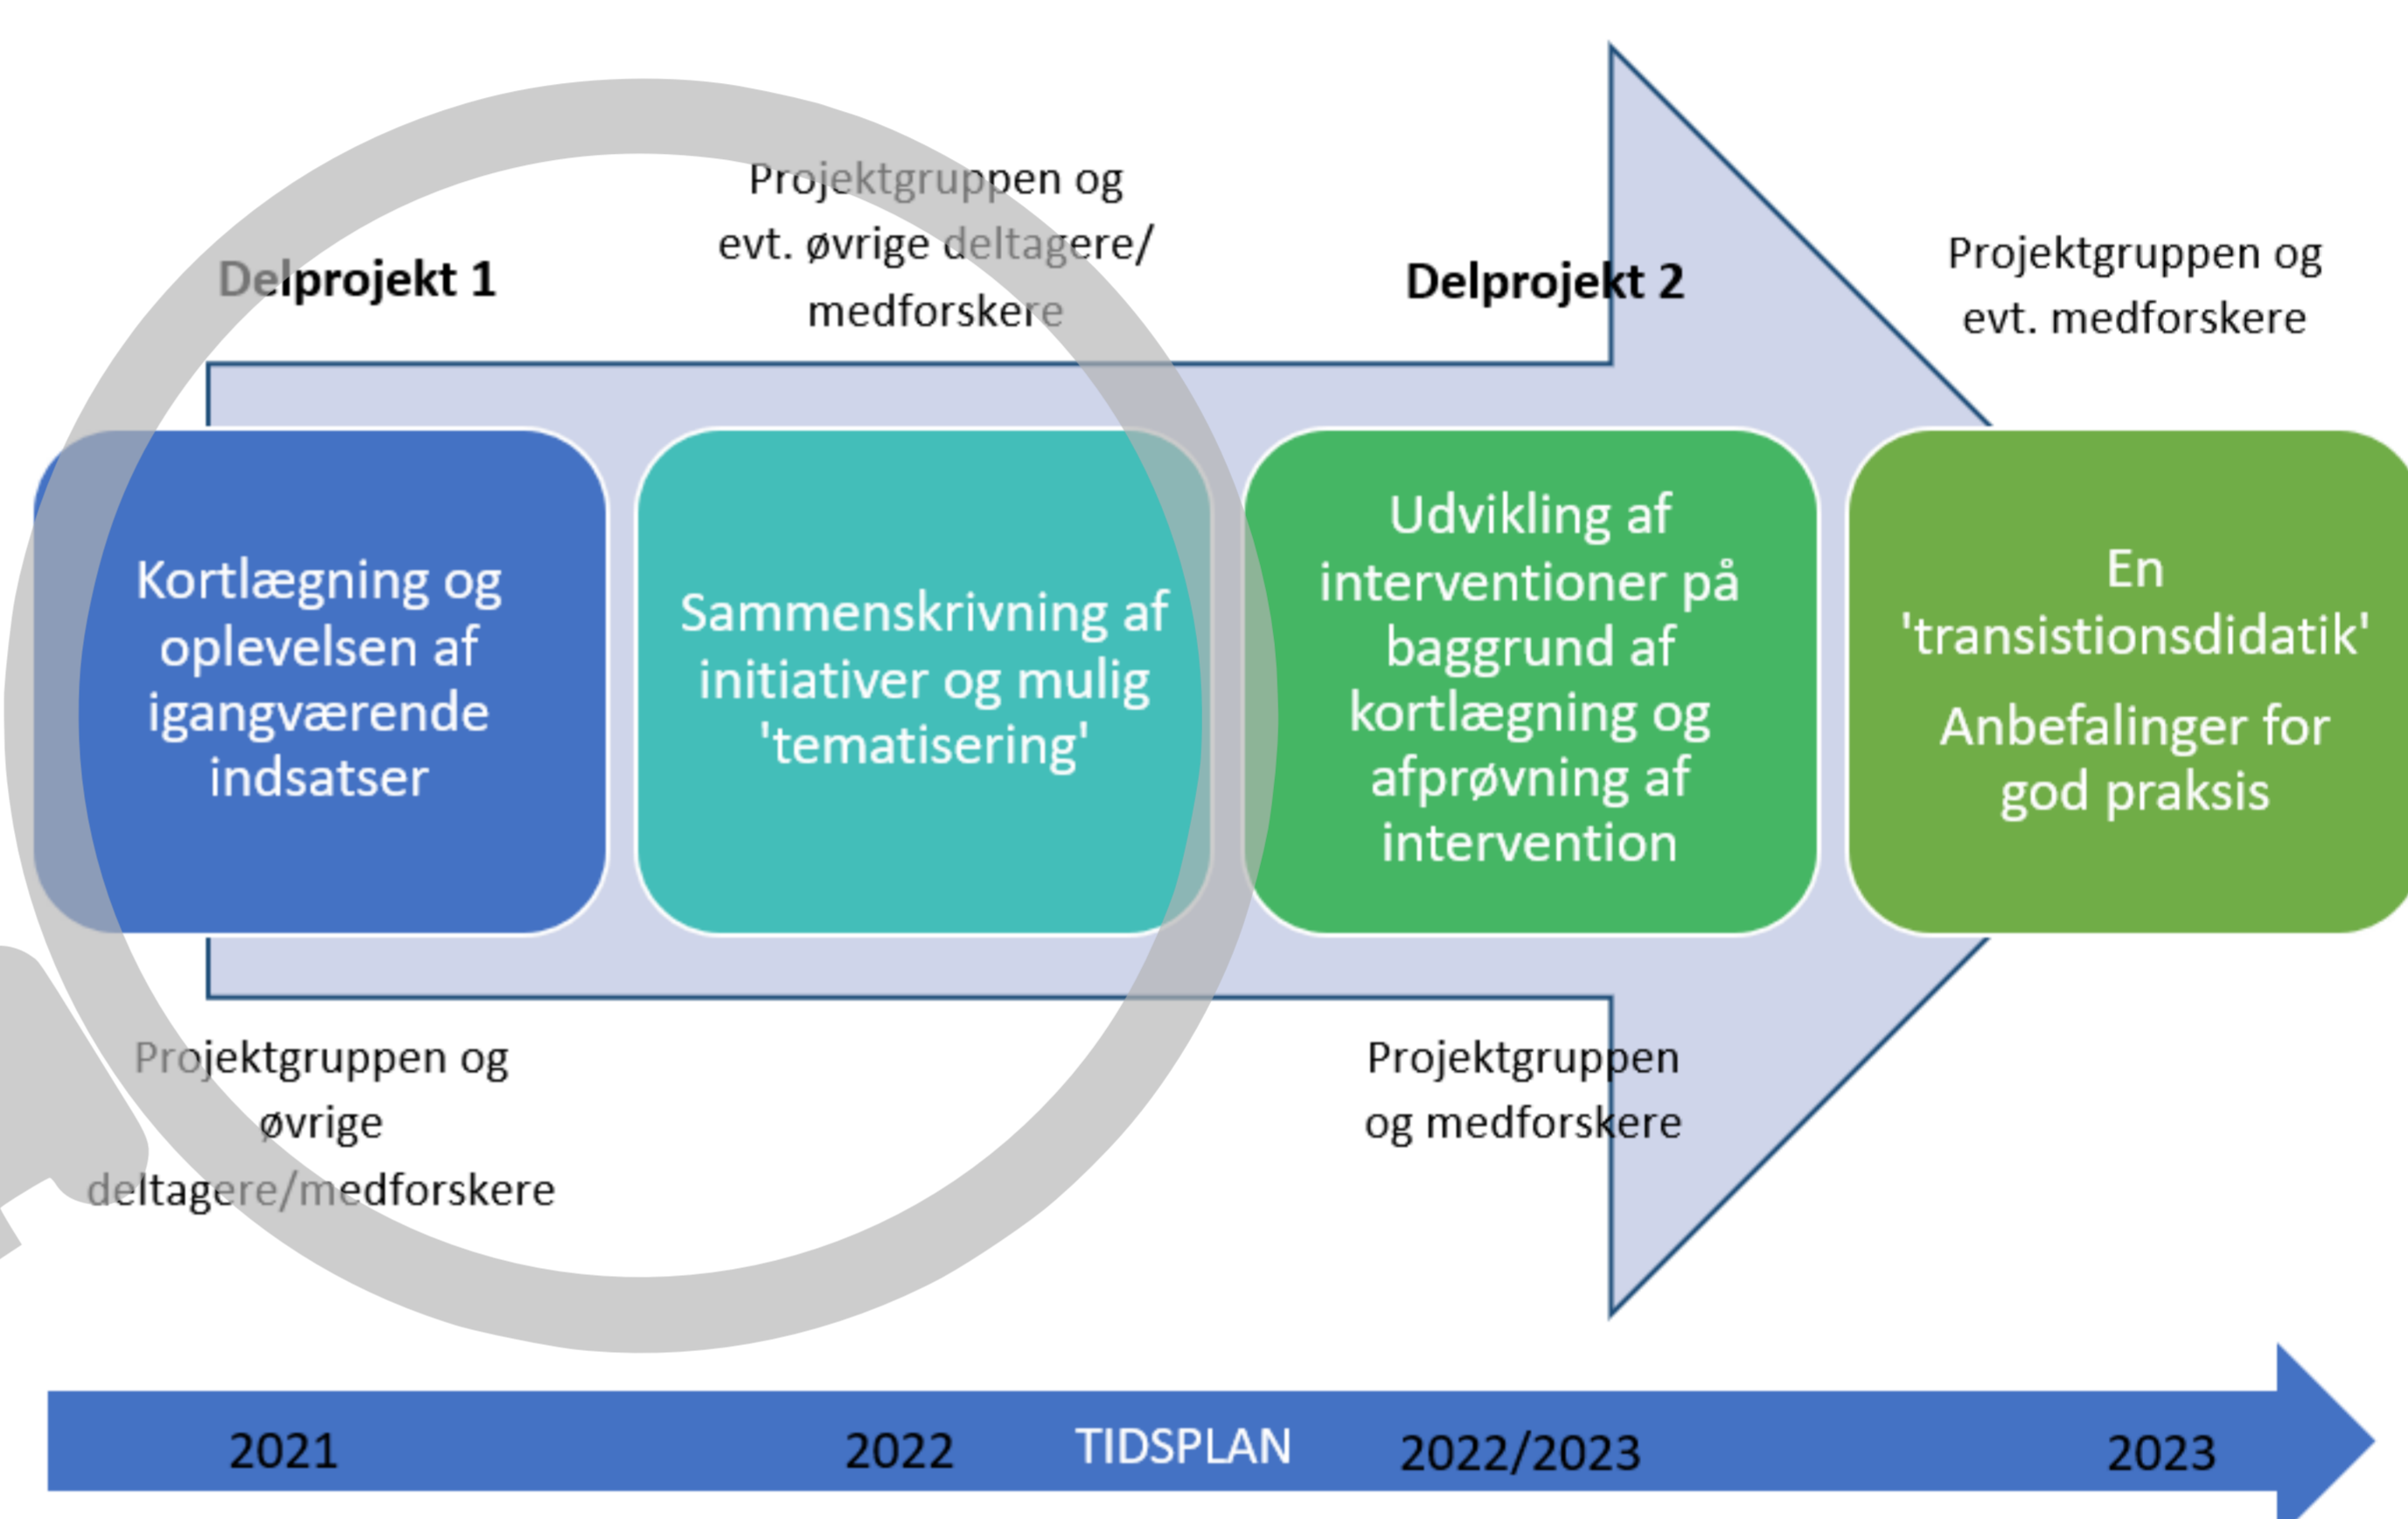 Projektgruppen og
evt. øvrige deltagere/
medforskere
Delprojekt 1
Delprojekt 2
Projektgruppen og
evt. medforskere
Kortlægning og
oplevelsen af
igangværende
indsatser
Sammenskrivning af
initiativer og mulig
'tematisering'
Udvikling af
interventioner på
baggrund af
kortlægning og
afprøvning af
intervention
En
'transistionsdidatik'
Anbefalinger for
god praksis
Projektgruppen og
øvrige
deltagere/medforskere
Projektgruppen
og medforskere
2021
2022
TIDSPLAN
2022/2023
2023